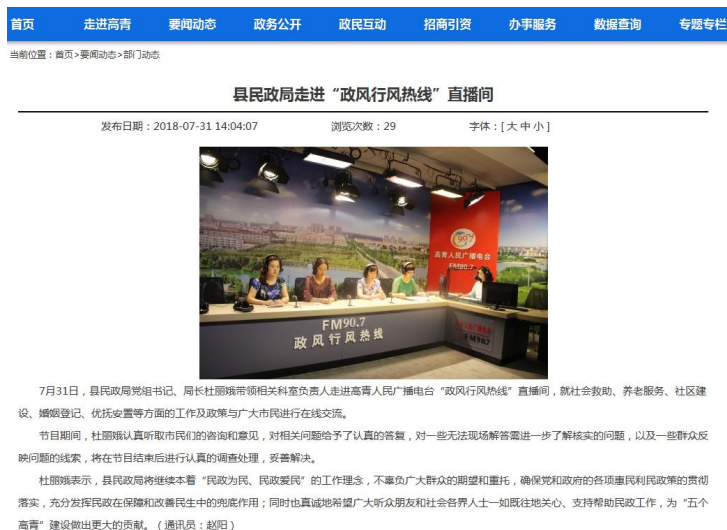 首页 走进高青 要闻动态 政务公开 政民互动 招商引资 办事服务 数据查询 专题专栏
当前位置：首页>要闻动态>部门动态
县民政局走进“政风行风热线”直播间
发布日期：2018-07-31 14:04:07 浏览次数：29 字体：[ 大 中 小 ]
997
高青人民广播电台
FM90.7
FM90.7
政风行风热线
FM90.7
7月31日，县民政局党组书记、局长杜丽娥带领相关科室负责人走进高青人民广播电台“政风行风热线”直播间，就社会救助、养老服务、社区建
设、婚姻登记、优抚安置等方面的工作及政策与广大市民进行在线交流。
节目期间，杜丽娥认真听取市民们的咨询和意见，对相关问题给予了认真的答复，对一些无法现场解答需进一步了解核实的问题，以及一些群众反
映问题的线索，将在节目结束后进行认真的调查处理，妥善解决。
杜丽娥表示，县民政局将继续本着“民政为民、民政爱民”的工作理念，不辜负广大群众的期望和重托，确保党和政府的各项惠民利民政策的贯彻
落实，充分发挥民政在保障和改善民生中的兜底作用；同时也真诚地希望广大听众朋友和社会各界人士一如既往地关心、支持帮助民政工作，为“五个
高青”建设做出更大的贡献。（通讯员：赵阳）